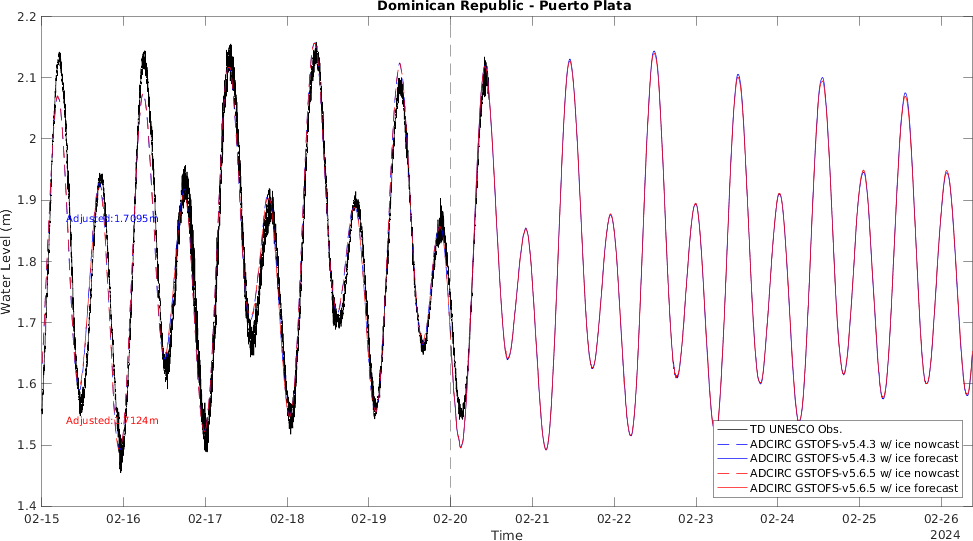 Dominican Republic - Puerto Plata
2.2
2.1
2
1.9
1.8
1.7
1.6
1.5
1.4
Water Level (m)
Adjusted:1.7095m
TD UNESCO Obs.
ADCIRC GSTOFS-v5.4.3 w/ ice nowcast
ADCIRC GSTOFS-v5.4.3 w/ ice forecast
ADCIRC GSTOFS-v5.6.5 w/ ice nowcast
ADCIRC GSTOFS-v5.6.5 w/ ice forecast
02-15 02-16 02-17 02-18 02-19 02-20 02-21 02-22 02-23 02-24 02-25 02-26
Time
2024